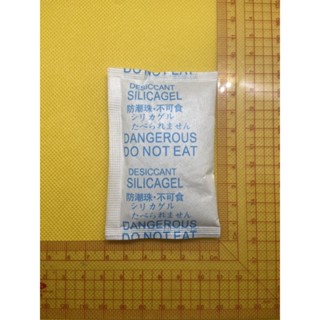 DO NOT EAT
DESICCANT
SILICAGEL
防潮珠·不可食
シリカゲル
たべられません
DANGEROUS
DO NOT EAT
DESICCANT
SILICAGEL
防潮珠·不可食
シリカゲル
たべられません
DANGEROUS
DO NOT EAT